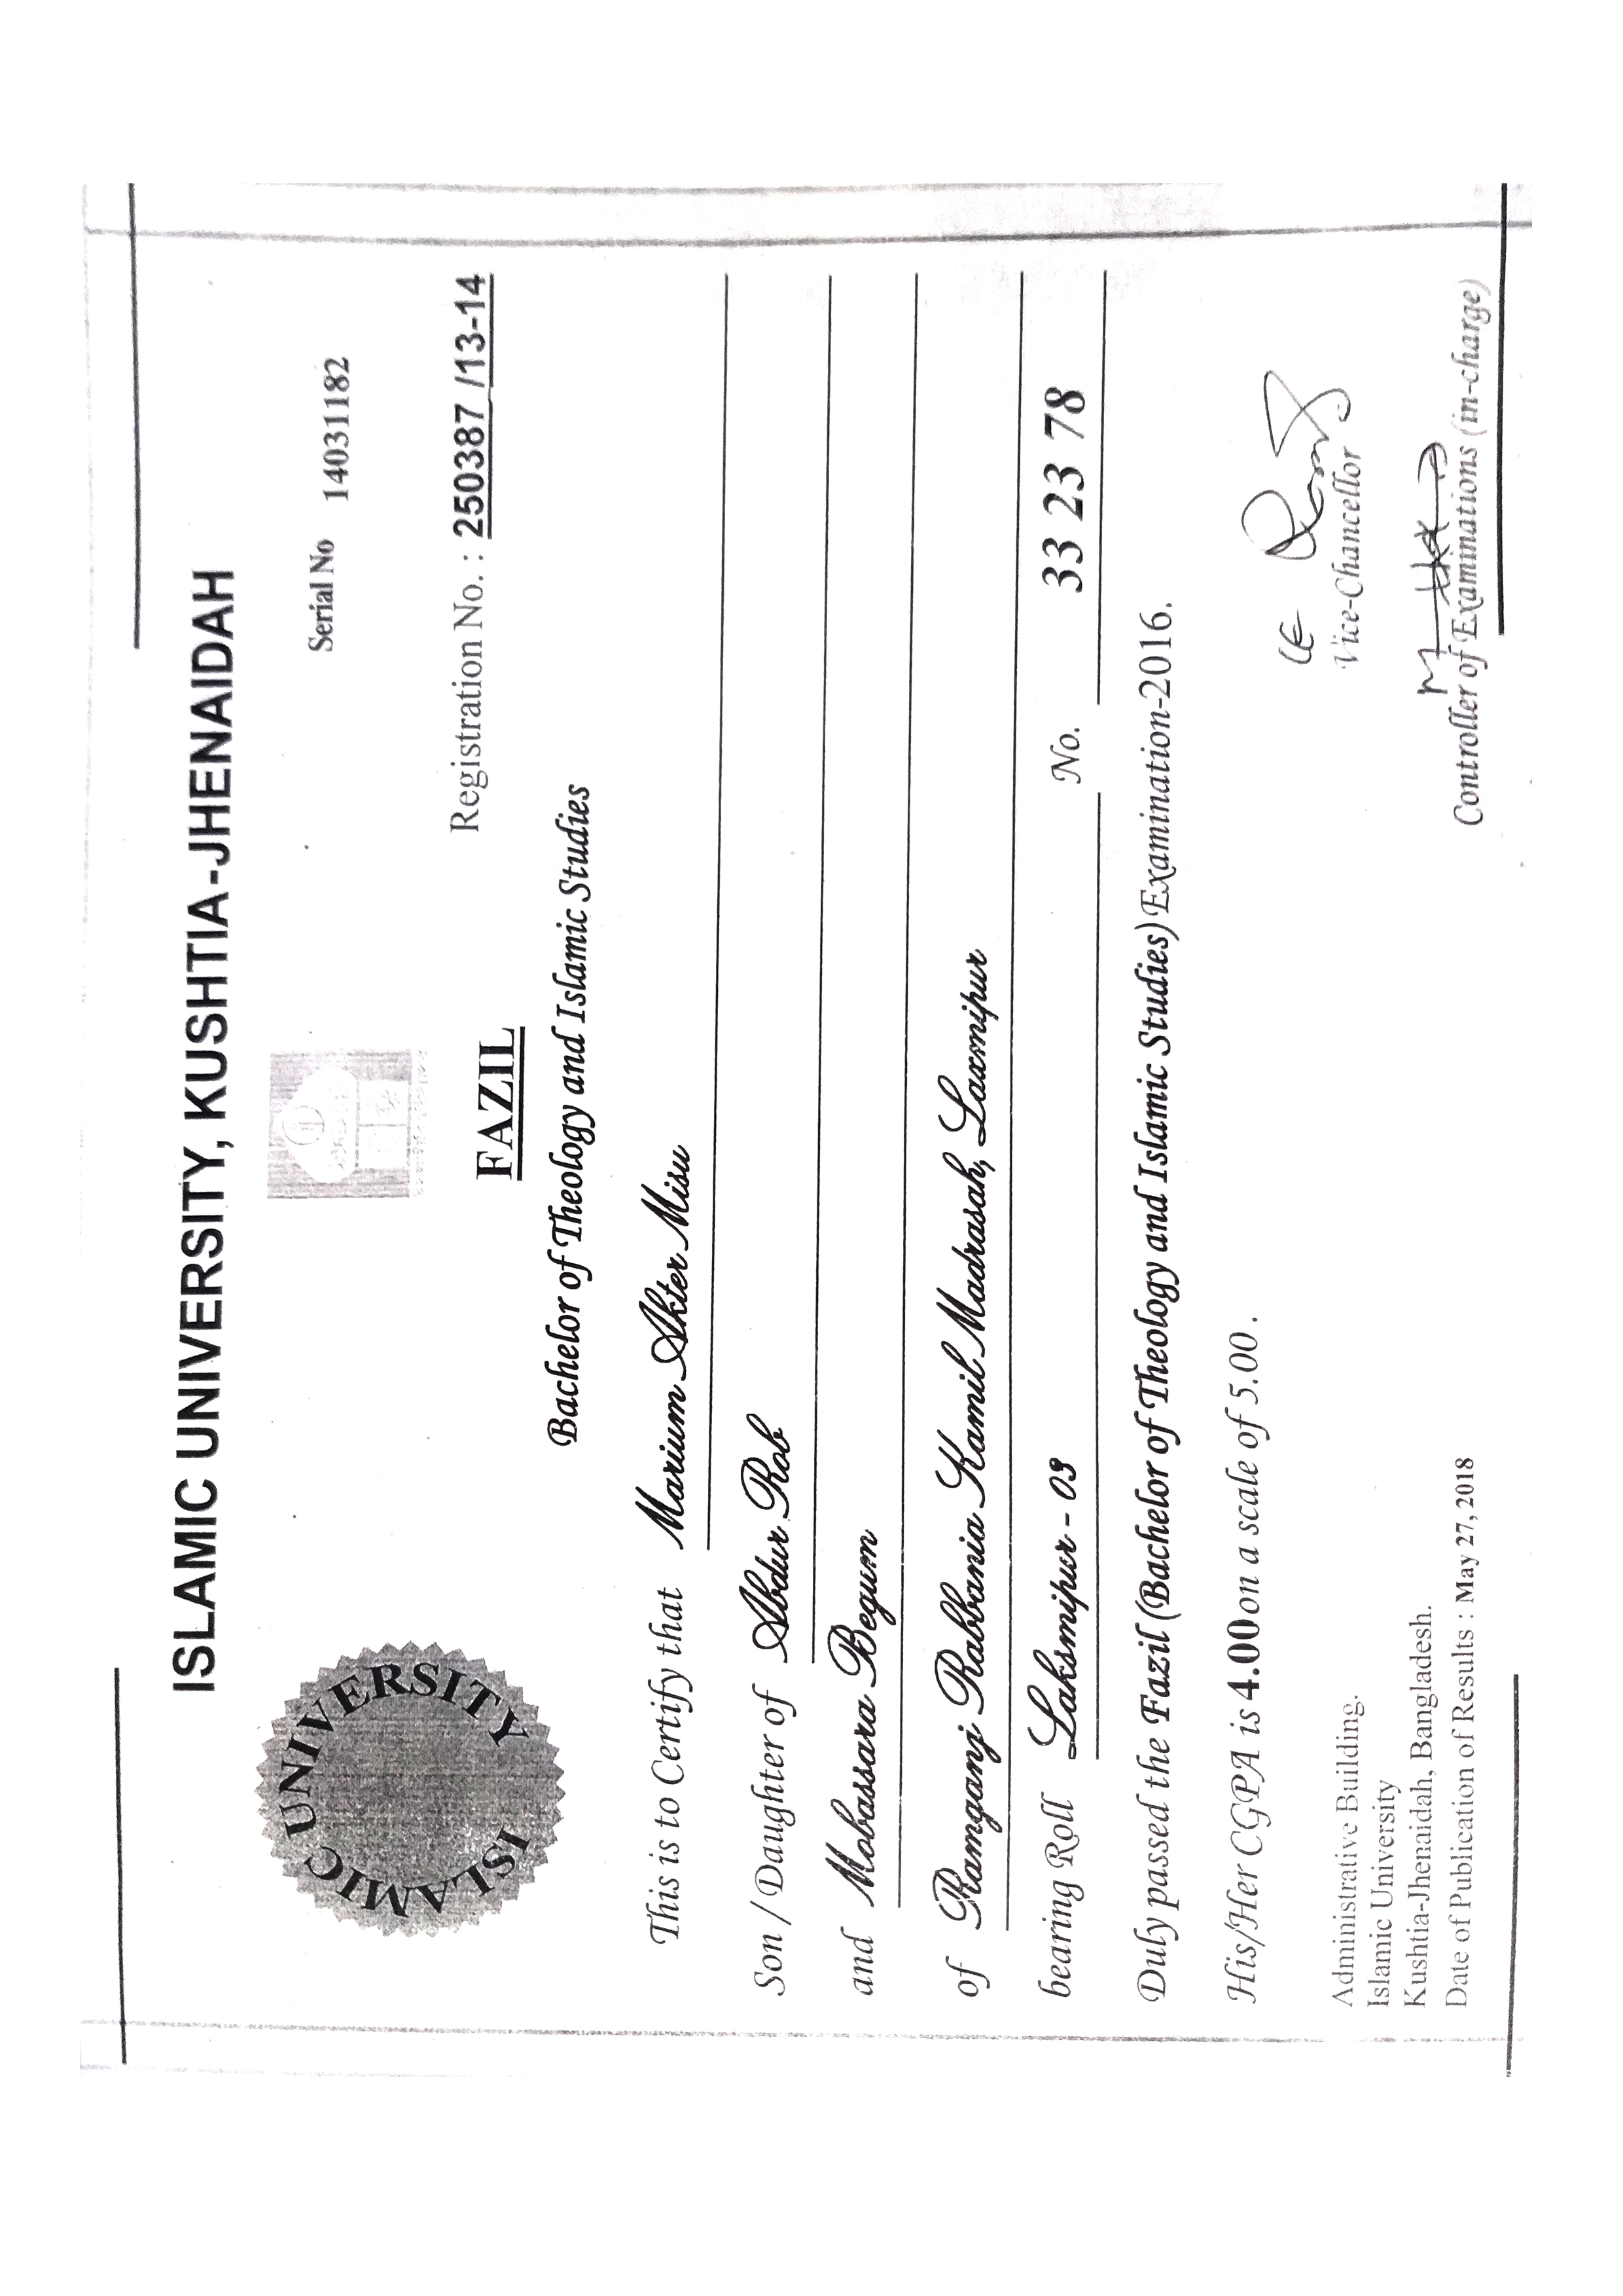 ISLAMIC UNIVERSITY, KUSHTIA-JHENAIDAH
ISLAMIC UNIVERSITY
Serial No 14031182
Registration No. : 250387 /13-14
FAZIL
Bachelor of Theology and Islamic Studies
This is to Certify that Marium Akter Misu
Son / Daughter of Abdur Rob
and Mobassara Begum
of Ramganj Rabbania Kamil Madrasah, Laxmipur
bearing Roll Laksmipur - 03 No. 33 23 78
Duly passed the Fazil (Bachelor of Theology and Islamic Studies) Examination-2016.
His/Her CGPA is 4.00 on a scale of 5.00 .
Administrative Building.
Islamic University
Kushtia-Jhenaidah, Bangladesh.
Date of Publication of Results : May 27, 2018
Vice-Chancellor
Controller of Examinations (in-charge)